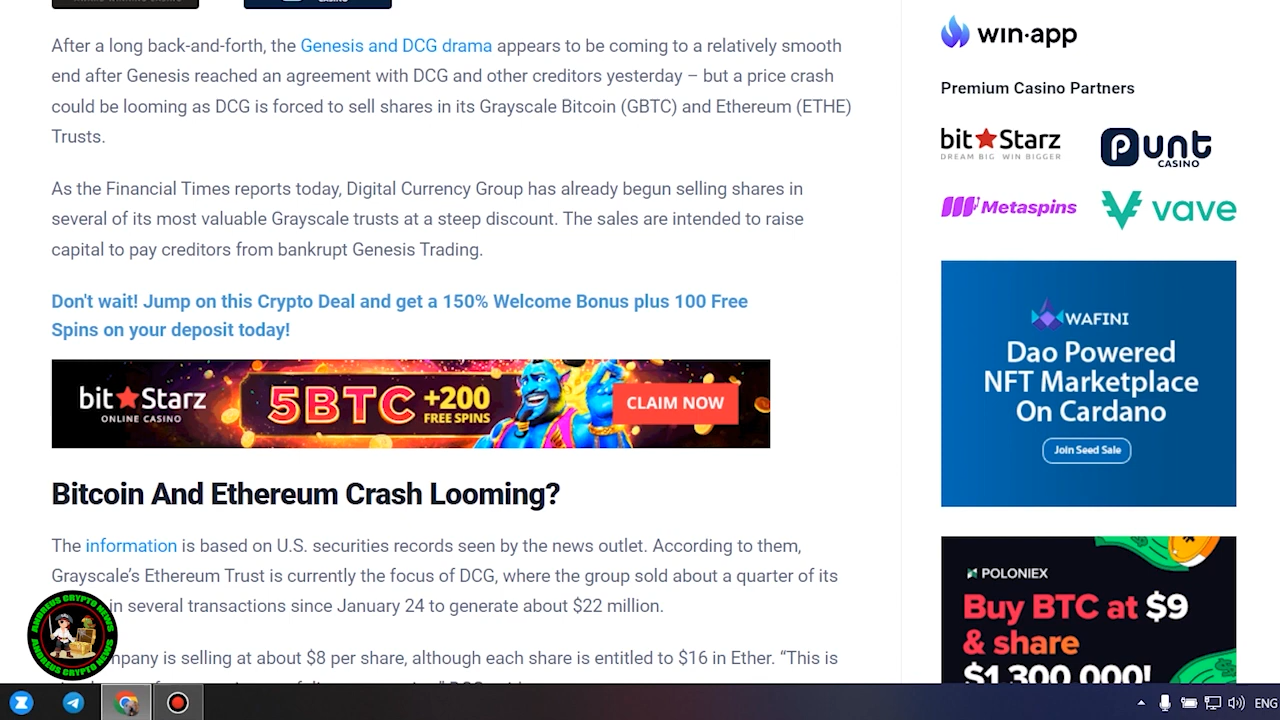 CASINO
After a long back-and-forth, the Genesis and DCG drama appears to be coming to a relatively smooth
end after Genesis reached an agreement with DCG and other creditors yesterday – but a price crash
could be looming as DCG is forced to sell shares in its Grayscale Bitcoin (GBTC) and Ethereum (ETHE)
Trusts.
As the Financial Times reports today, Digital Currency Group has already begun selling shares in
several of its most valuable Grayscale trusts at a steep discount. The sales are intended to raise
capital to pay creditors from bankrupt Genesis Trading.
Don't wait! Jump on this Crypto Deal and get a 150% Welcome Bonus plus 100 Free
Spins on your deposit today!
bitStarz
ONLINE CASINO
5BTC +200
FREE SPINS
CLAIM NOW
Bitcoin And Ethereum Crash Looming?
The information is based on U.S. securities records seen by the news outlet. According to them,
Grayscale’s Ethereum Trust is currently the focus of DCG, where the group sold about a quarter of its
in several transactions since January 24 to generate about $22 million.
mpany is selling at about $8 per share, although each share is entitled to $16 in Ether. “This is
ANDREUS CRYPTO NEWS
ANDREUS CRYPTO NEWS
win·app
Premium Casino Partners
bitStarz
DREAM BIG WIN BIGGER
Punt
CASINO
Metaspins
vave
WAFINI
Dao Powered
NFT Marketplace
On Cardano
Join Seed Sale
POLONIEX
Buy BTC at $9
& share
$1,300,000!
ENG